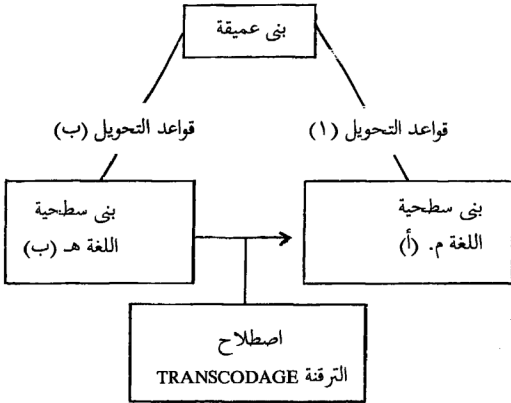 بنى عميقة
قواعد التحويل (١)
قواعد التحويل (ب)
بنى سطحية
اللغة م. (أ)
بنى سطحية
اللغة هـ (ب)
اصطلاح
الترقنة TRANSCODAGE